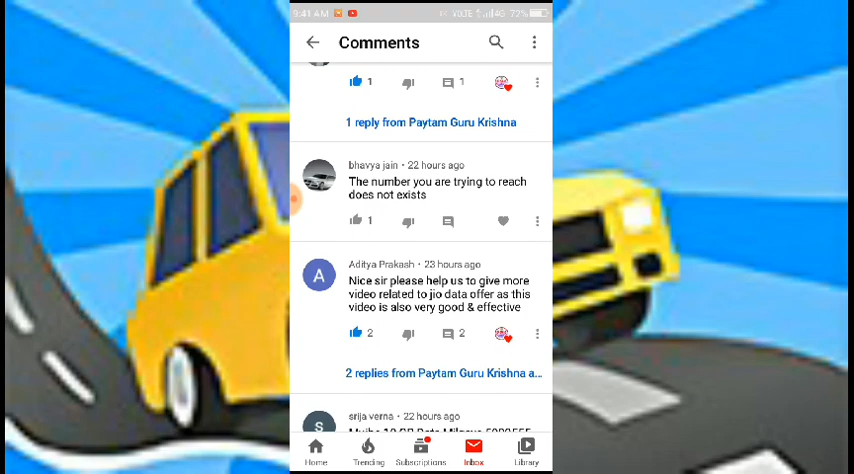 9:41 AM VoLTE 4G 72%
Comments
1 1
1 reply from Paytam Guru Krishna
bhavya jain • 22 hours ago
The number you are trying to reach
does not exists
1
A
Aditya Prakash • 23 hours ago
Nice sir please help us to give more
video related to jio data offer as this
video is also very good & effective
2 2
2 replies from Paytam Guru Krishna a...
S
srija verna • 22 hours ago
Home Trending Subscriptions Inbox Library